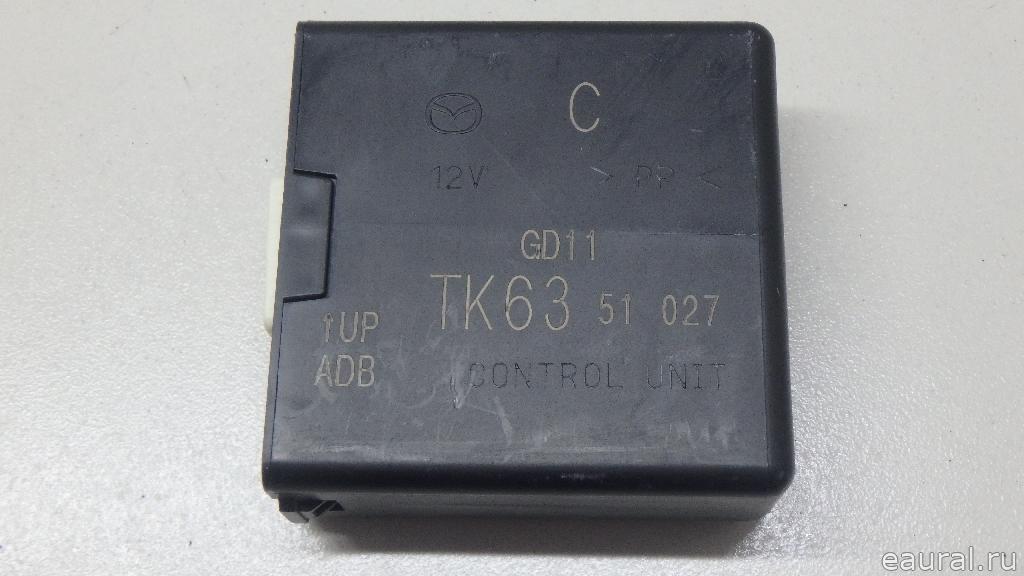 C
12V > PP <
GD11
TK63 51 027
↑UP
ADB
CONTROL UNIT
eaural.ru